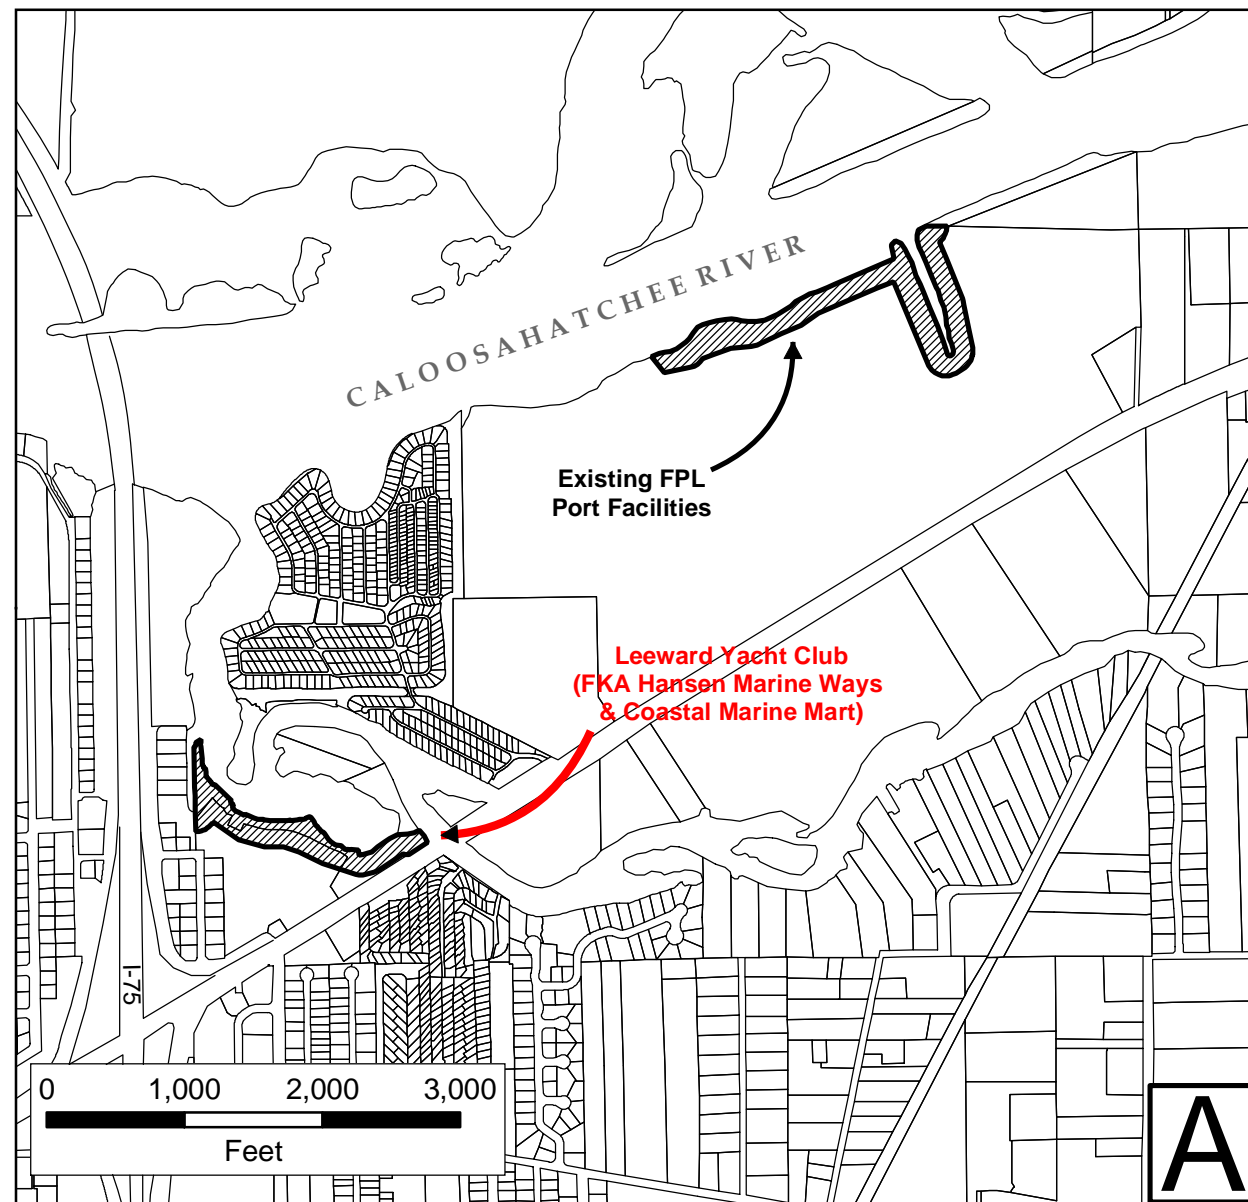 CALOOSAHATCHEE RIVER
Existing FPL
Port Facilities
Leeward Yacht Club
(FKA Hansen Marine Ways
& Coastal Marine Mart)
I-75
0 1,000 2,000 3,000
Feet
A